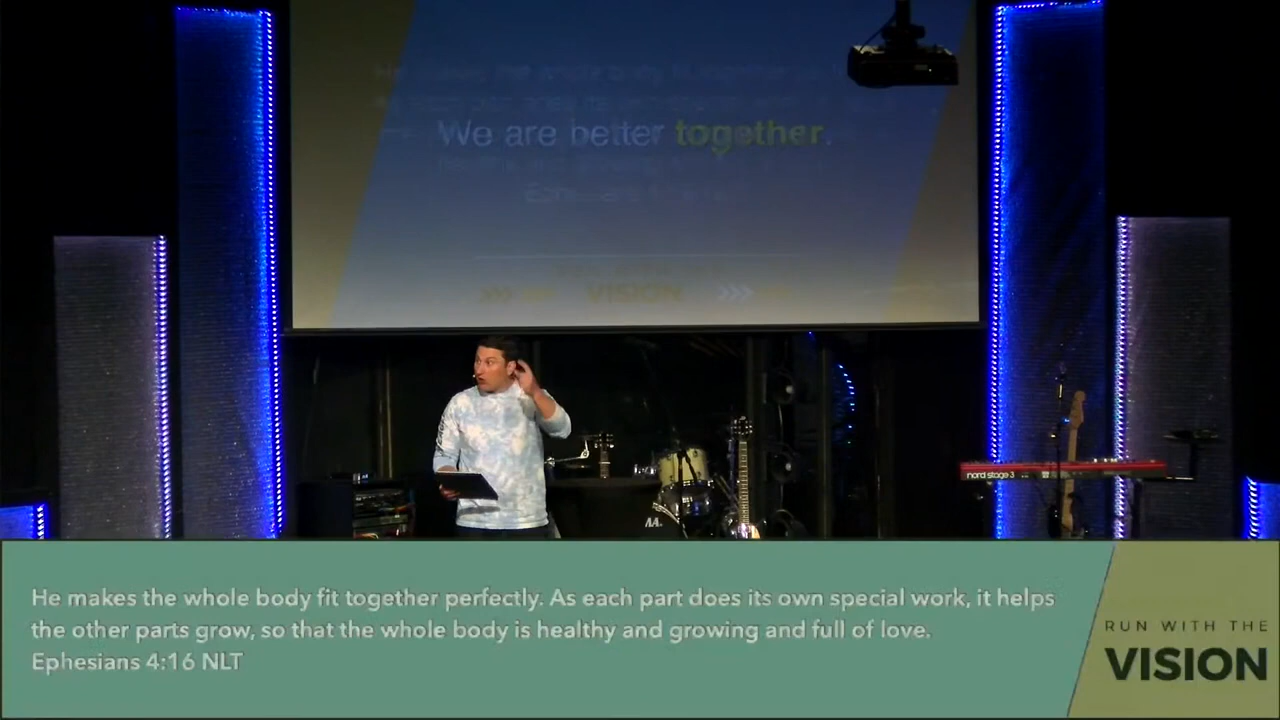 We are better together.
VISION
nord stage 3
He makes the whole body fit together perfectly. As each part does its own special work, it helps
the other parts grow, so that the whole body is healthy and growing and full of love.
Ephesians 4:16 NLT
RUN WITH THE
VISION